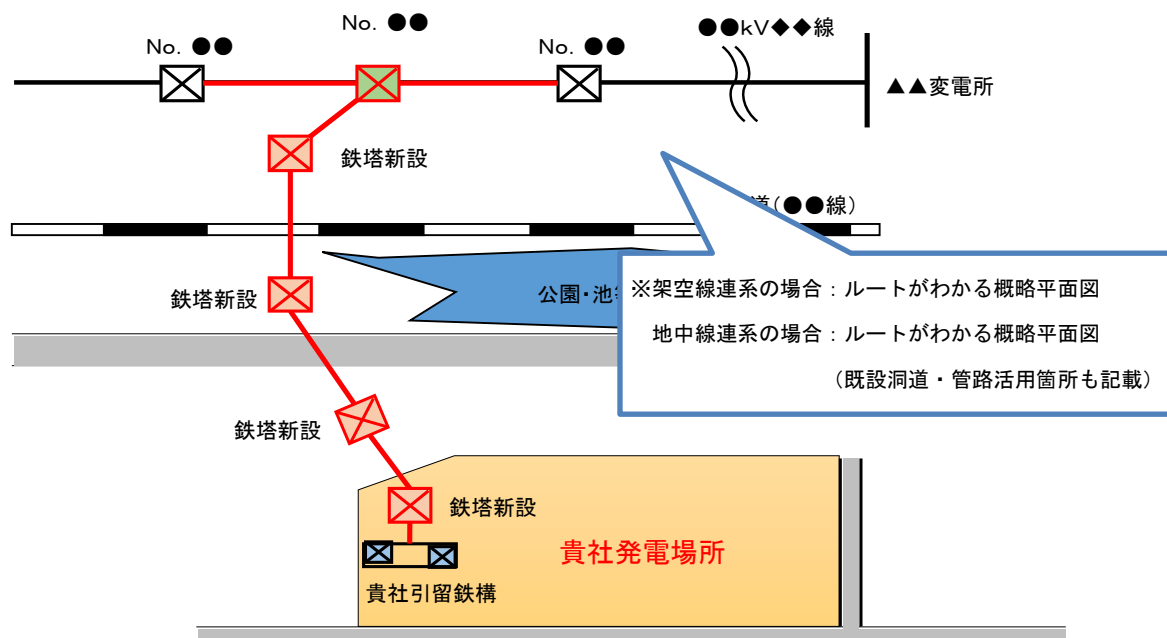 No. ●●
No. ●●
No. ●●
●●kV◆◆線
▲▲変電所
鉄塔新設
道(●●線)
鉄塔新設
公園・池
※架空線連系の場合：ルートがわかる概略平面図
地中線連系の場合：ルートがわかる概略平面図
（既設洞道・管路活用箇所も記載）
鉄塔新設
鉄塔新設
貴社発電場所
貴社引留鉄構